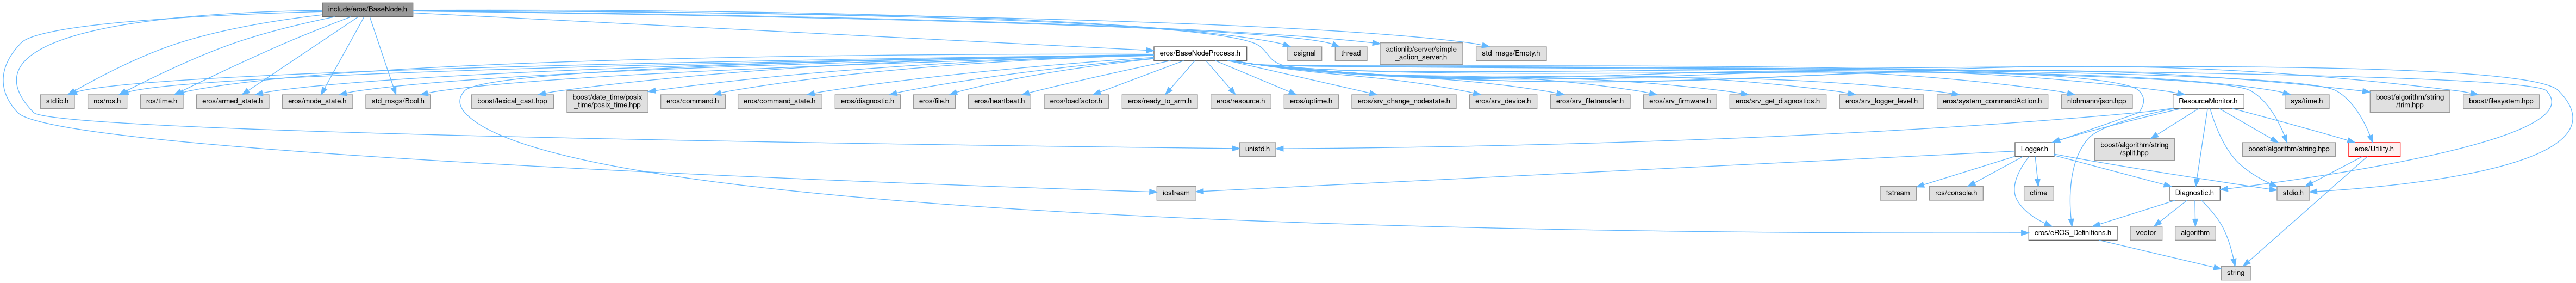 include/eros/BaseNode.h
eros/BaseNodeProcess.h
csignal
thread
actionlib/server/simple
_action_server.h
std_msgs/Empty.h
stdlib.h
ros/ros.h
ros/time.h
eros/armed_state.h
eros/mode_state.h
std_msgs/Bool.h
boost/lexical_cast.hpp
boost/date_time/posix
_time/posix_time.hpp
eros/command.h
eros/command_state.h
eros/diagnostic.h
eros/file.h
eros/heartbeat.h
eros/loadfactor.h
eros/ready_to_arm.h
eros/resource.h
eros/uptime.h
eros/srv_change_nodestate.h
eros/srv_device.h
eros/srv_filetransfer.h
eros/srv_firmware.h
eros/srv_get_diagnostics.h
eros/srv_logger_level.h
eros/system_commandAction.h
nlohmann/json.hpp
ResourceMonitor.h
sys/time.h
boost/algorithm/string
/trim.hpp
boost/filesystem.hpp
unistd.h
Logger.h
boost/algorithm/string
/split.hpp
boost/algorithm/string.hpp
eros/Utility.h
iostream
fstream
ros/console.h
ctime
Diagnostic.h
stdio.h
eros/eROS_Definitions.h
vector
algorithm
string